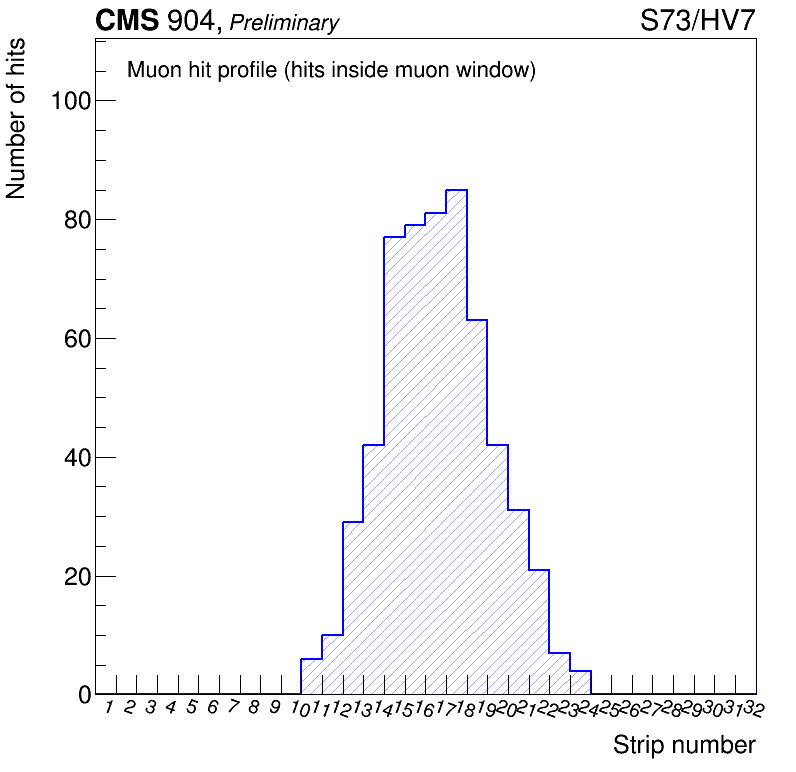 CMS 904, Preliminary S73/HV7
Number of hits
Muon hit profile (hits inside muon window)
100
80
60
40
20
0
1 2 3 4 5 6 7 8 9 10 11 12 13 14 15 16 17 18 19 20 21 22 23 24 25 26 27 28 29 30 31 32
Strip number